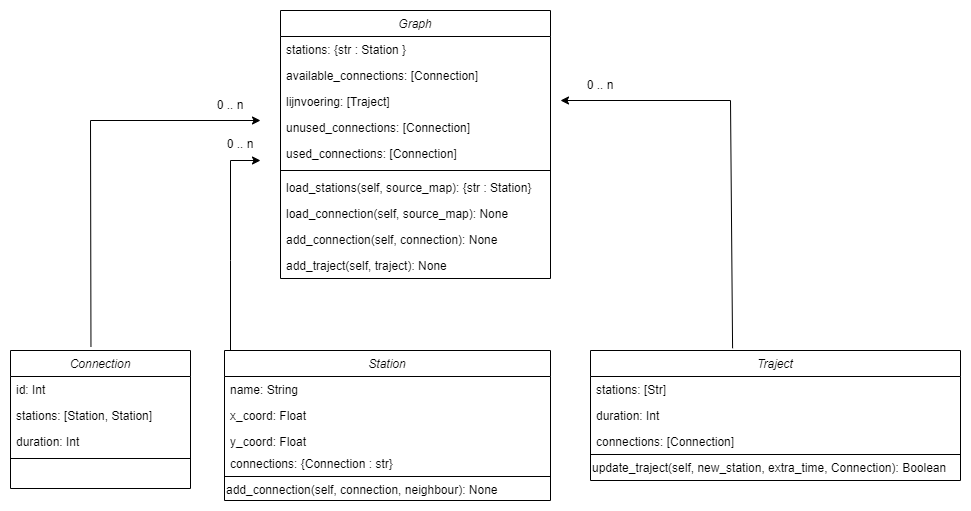 Graph
stations: {str : Station }
available_connections: [Connection]
lijnvoering: [Traject]
unused_connections: [Connection]
used_connections: [Connection]
load_stations(self, source_map): {str : Station}
load_connection(self, source_map): None
add_connection(self, connection): None
add_traject(self, traject): None
0 .. n
0 .. n
0 .. n
Connection
id: Int
stations: [Station, Station]
duration: Int
Station
name: String
x_coord: Float
y_coord: Float
connections: {Connection : str}
add_connection(self, connection, neighbour): None
Traject
stations: [Str]
duration: Int
connections: [Connection]
update_traject(self, new_station, extra_time, Connection): Boolean